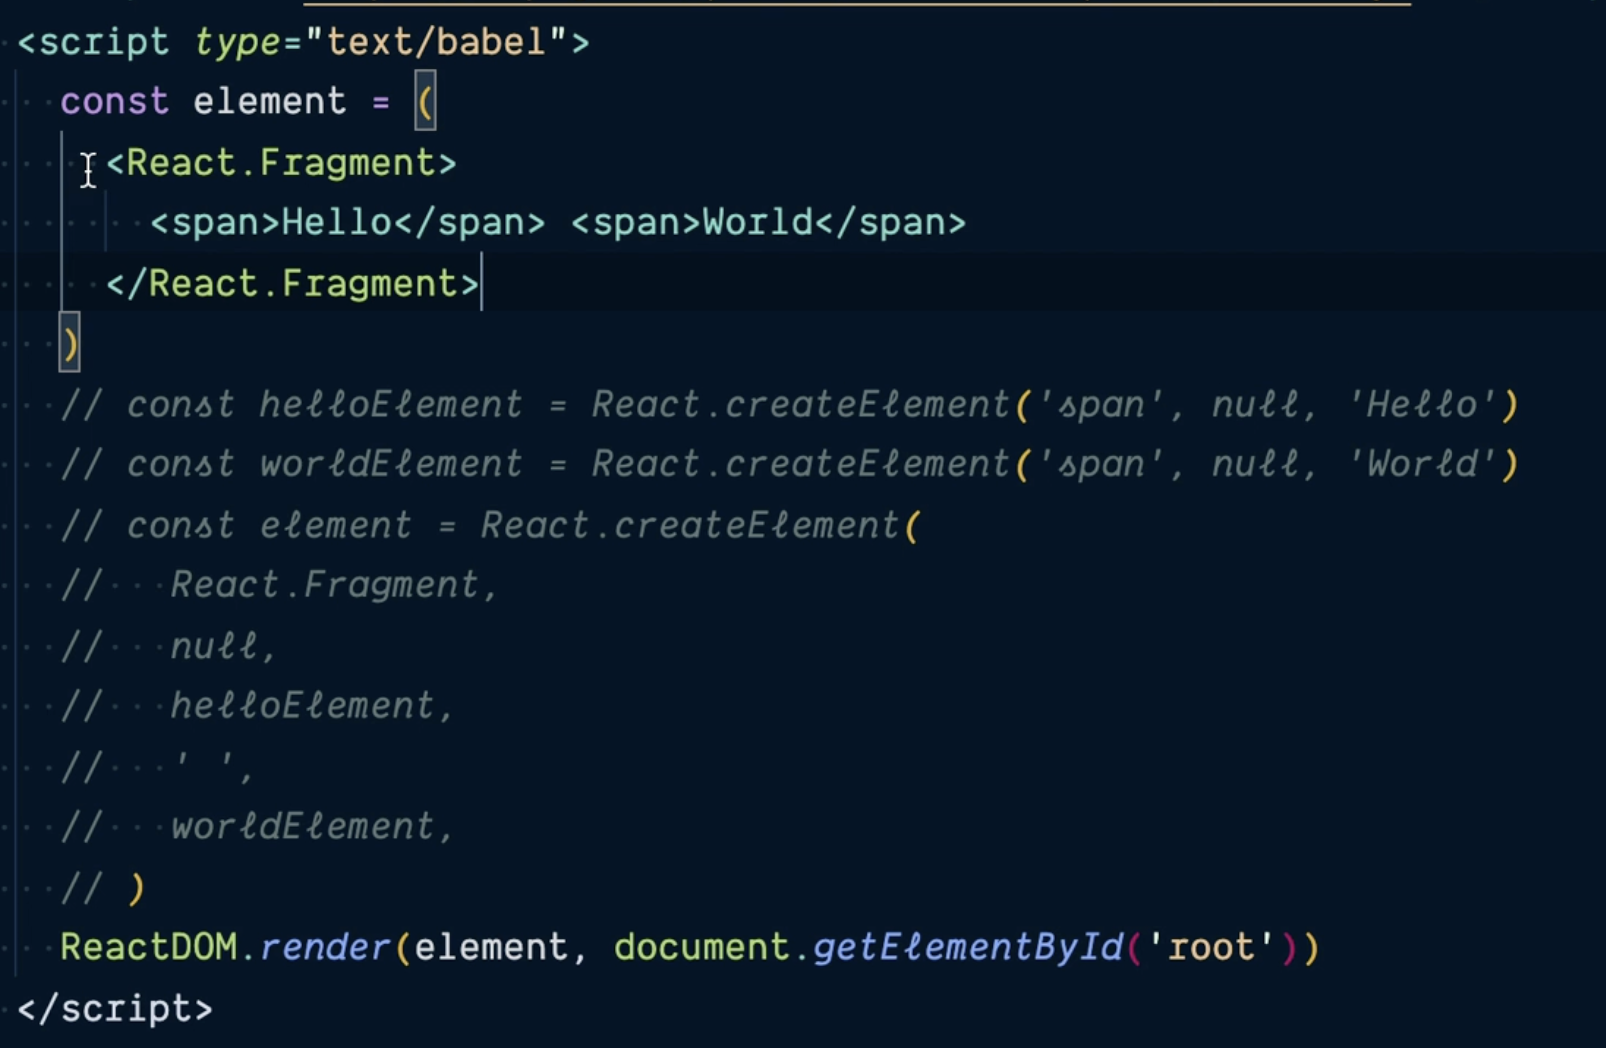 <script type="text/babel">
const element = (
<React.Fragment>
<span>Hello</span> <span>World</span>
</React.Fragment>
)
// const helloElement = React.createElement('span', null, 'Hello')
// const worldElement = React.createElement('span', null, 'World')
// const element = React.createElement(
// React.Fragment,
// null,
// helloElement,
// ' ',
// worldElement,
// )
ReactDOM.render(element, document.getElementById('root'))
</script>